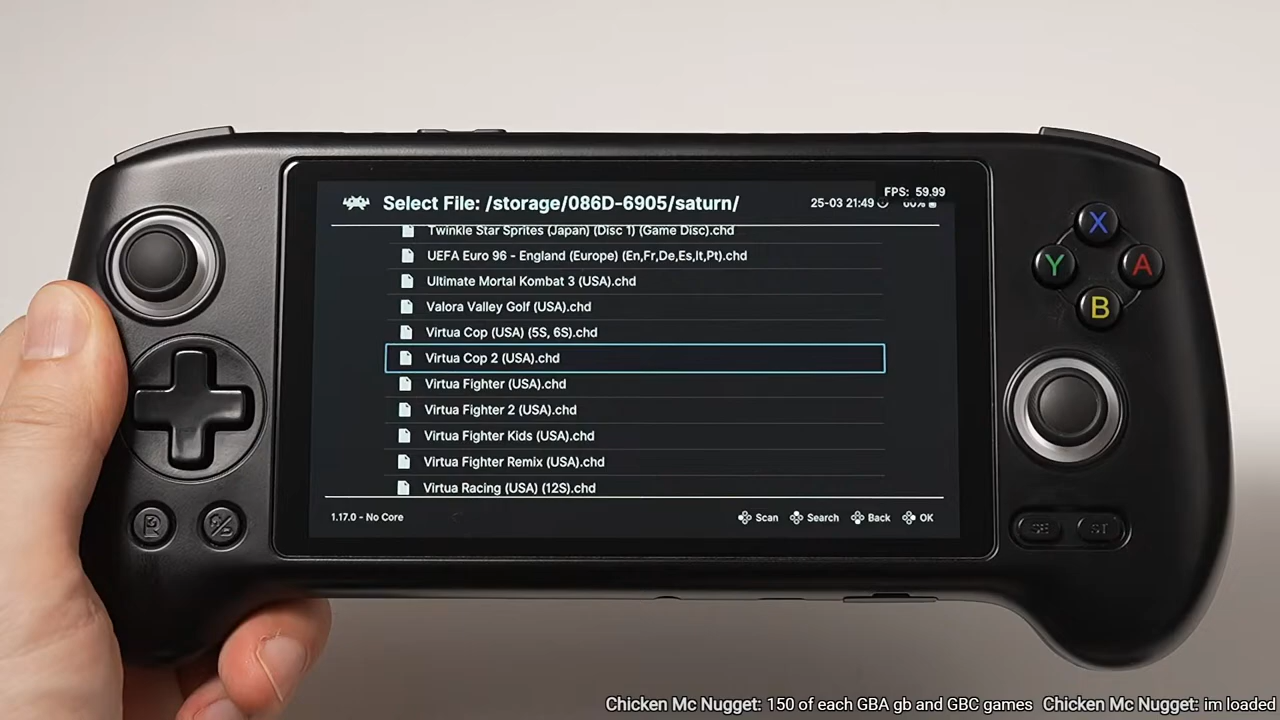 FPS: 59.99
Select File: /storage/086D-6905/saturn/
25-03 21:49
Twinkle Star Sprites (Japan) (Disc 1) (Game Disc).chd
UEFA Euro 96 - England (Europe) (En,Fr,De,Es,It,Pt).chd
Ultimate Mortal Kombat 3 (USA).chd
Valora Valley Golf (USA).chd
Virtua Cop (USA) (5S, 6S).chd
Virtua Cop 2 (USA).chd
Virtua Fighter (USA).chd
Virtua Fighter 2 (USA).chd
Virtua Fighter Kids (USA).chd
Virtua Fighter Remix (USA).chd
Virtua Racing (USA) (12S).chd
1.17.0 - No Core
Scan Search Back OK
X
Y A
B
SE ST
Chicken Mc Nugget: 150 of each GBA gb and GBC games Chicken Mc Nugget: im loaded